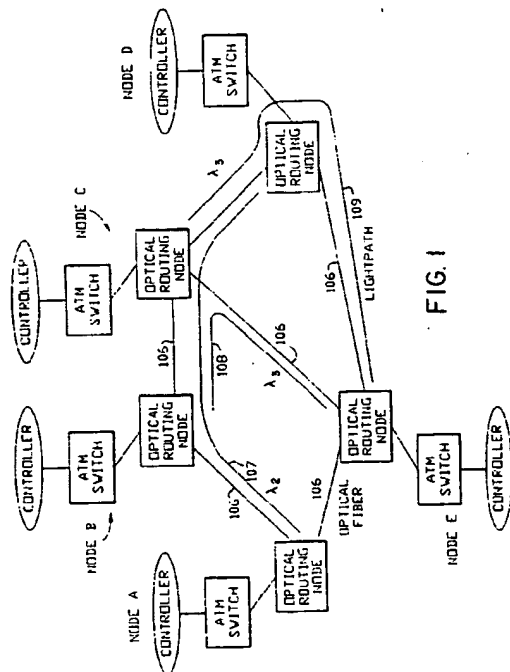 NODE A
CONTROLLER
ATM
SWITCH
OPTICAL
ROUTING
NODE
NODE B
CONTROLLER
ATM
SWITCH
OPTICAL
ROUTING
NODE
NODE C
CONTROLLER
ATM
SWITCH
OPTICAL
ROUTING
NODE
NODE D
CONTROLLER
ATM
SWITCH
OPTICAL
ROUTING
NODE
NODE E
CONTROLLER
ATM
SWITCH
OPTICAL
ROUTING
NODE
106
107
λ2
106
108
106
λ3
λ3
106
OPTICAL
FIBER
106
109
LIGHTPATH
FIG. 1